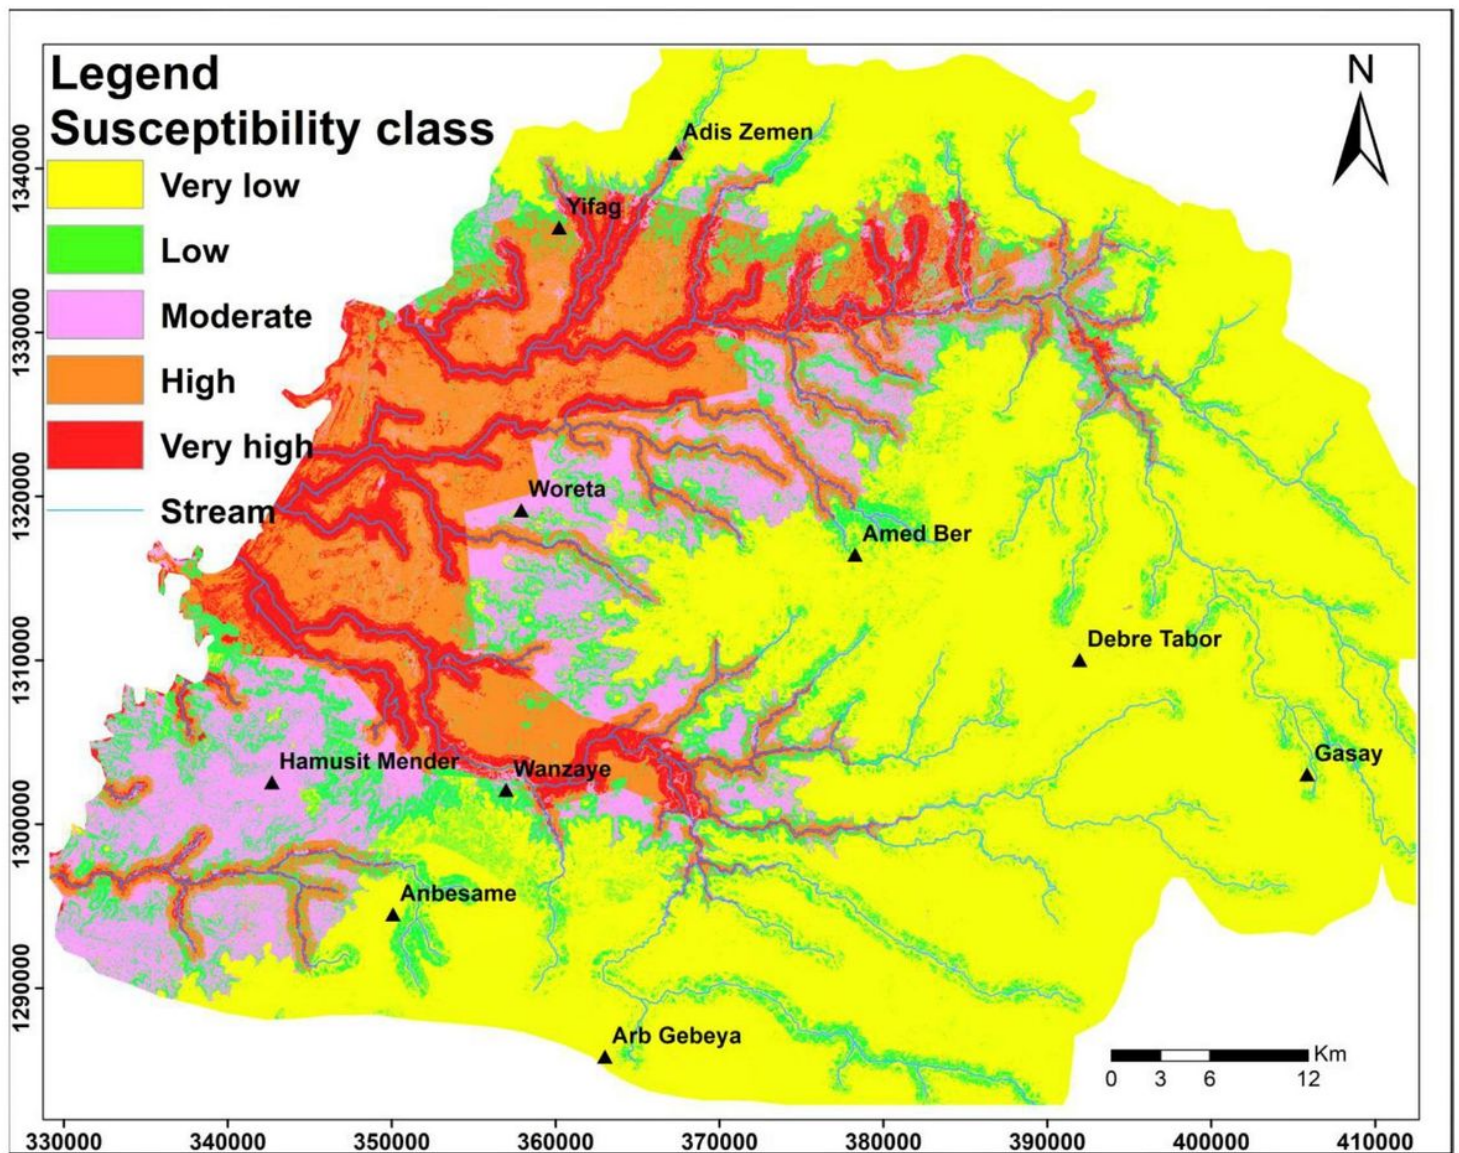 Legend
Susceptibility class
Very low
Low
Moderate
High
Very high
Stream
N
Adis Zemen
Yifag
Woreta
Amed Ber
Debre Tabor
Gasay
Hamusit Mender
Wanzaye
Anbesame
Arb Gebeya
Km
0 3 6 12
1340000
1330000
1320000
1310000
1300000
1290000
330000 340000 350000 360000 370000 380000 390000 400000 410000